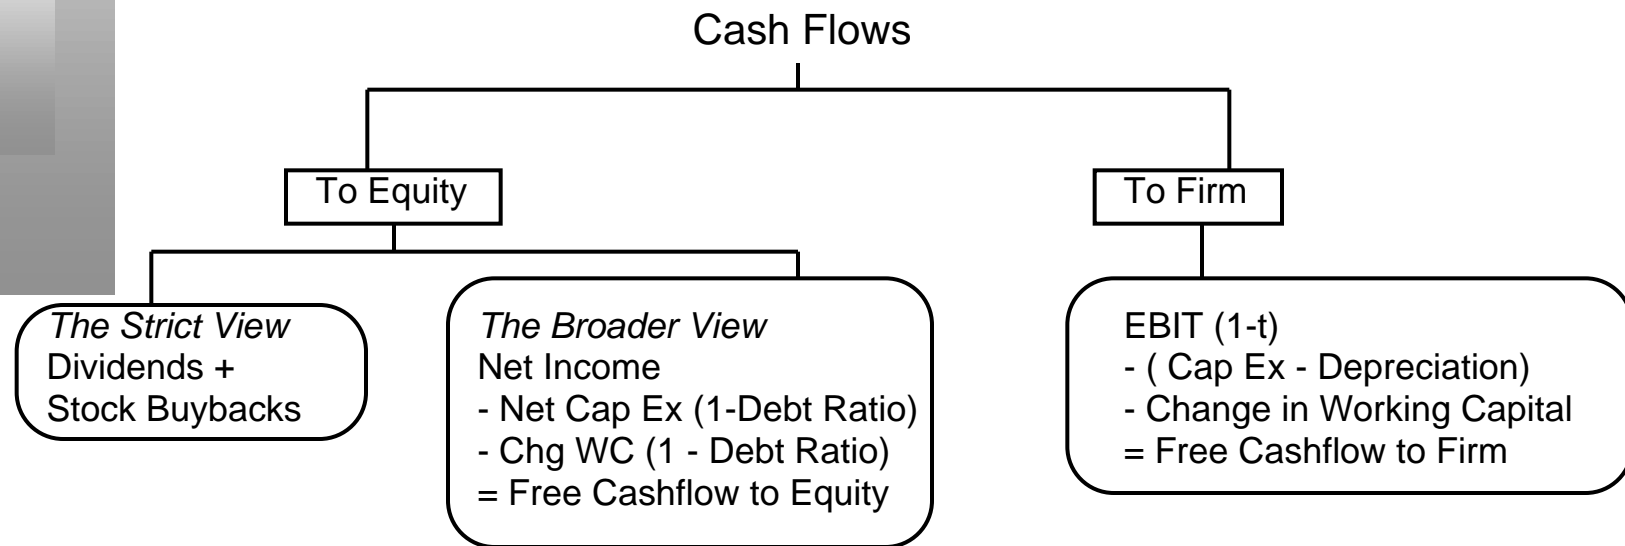 Cash Flows
To Equity
To Firm
The Strict View
Dividends +
Stock Buybacks
The Broader View
Net Income
- Net Cap Ex (1-Debt Ratio)
- Chg WC (1 - Debt Ratio)
= Free Cashflow to Equity
EBIT (1-t)
- ( Cap Ex - Depreciation)
- Change in Working Capital
= Free Cashflow to Firm